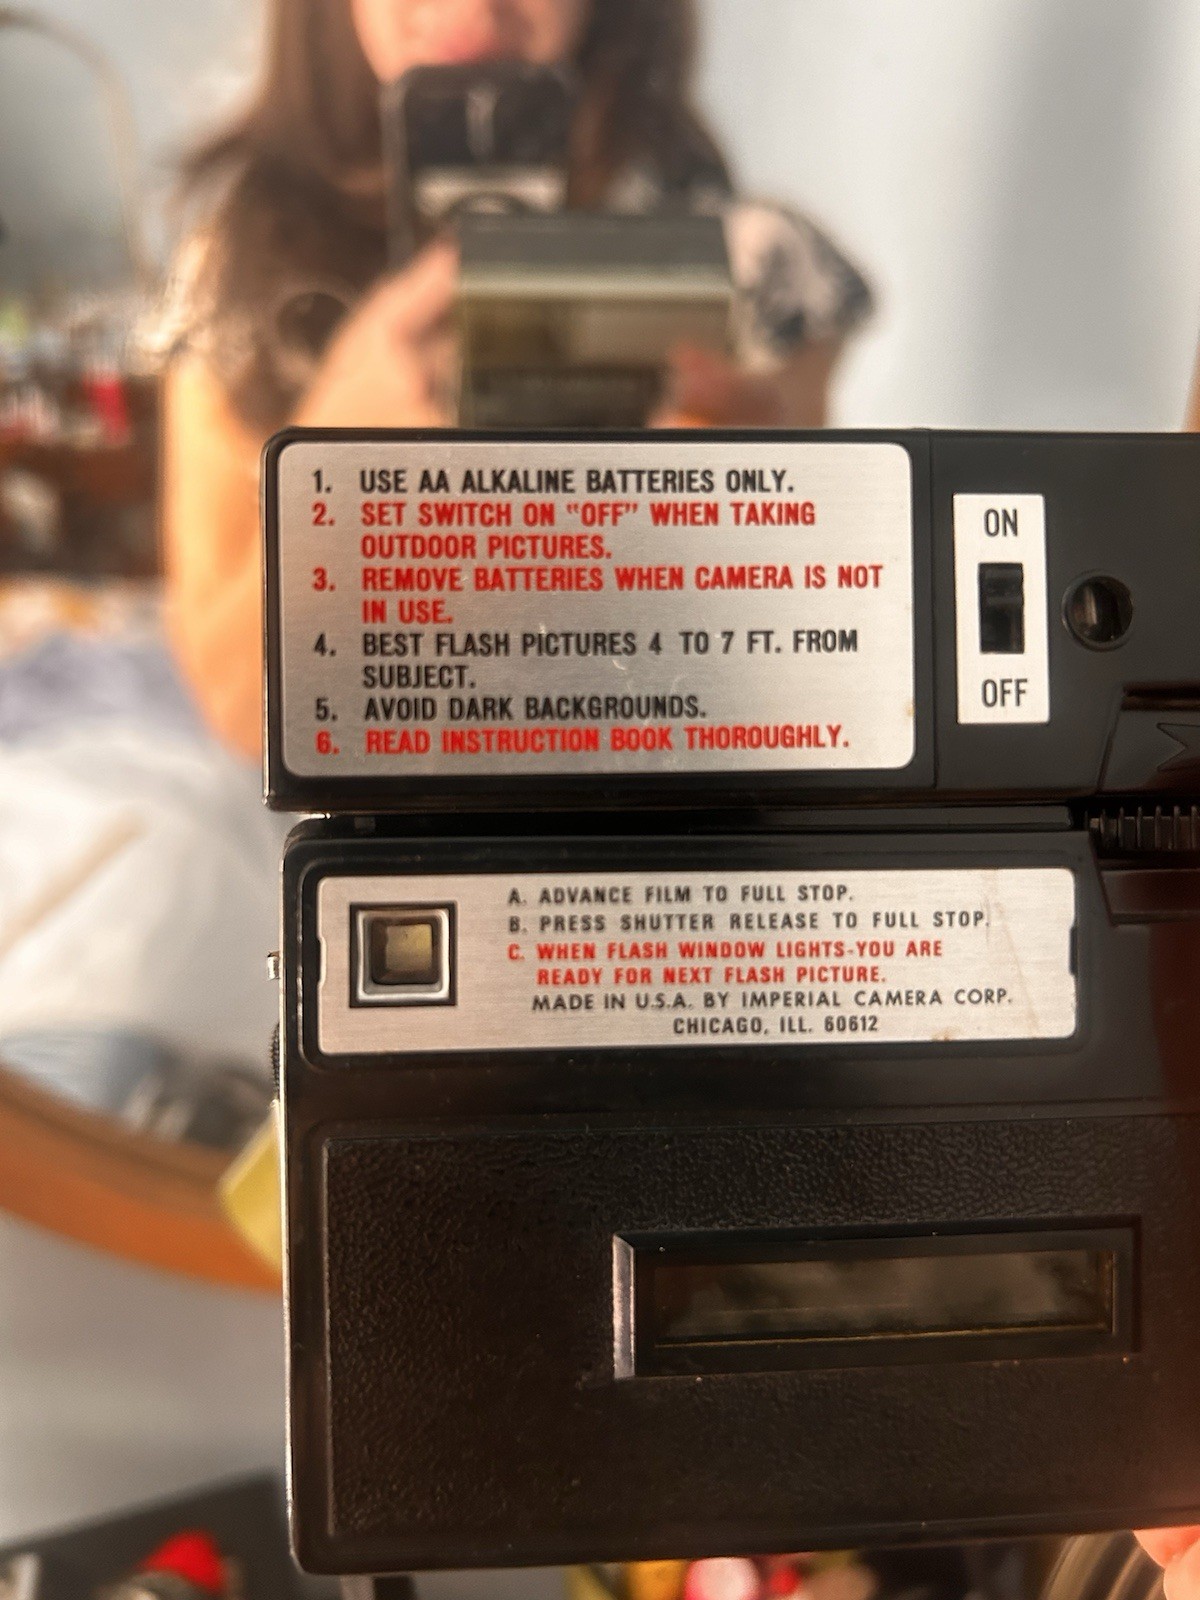 1. USE AA ALKALINE BATTERIES ONLY.
2. SET SWITCH ON "OFF" WHEN TAKING
OUTDOOR PICTURES.
3. REMOVE BATTERIES WHEN CAMERA IS NOT
IN USE.
4. BEST FLASH PICTURES 4 TO 7 FT. FROM
SUBJECT.
5. AVOID DARK BACKGROUNDS.
6. READ INSTRUCTION BOOK THOROUGHLY.
ON
OFF
A. ADVANCE FILM TO FULL STOP.
B. PRESS SHUTTER RELEASE TO FULL STOP.
C. WHEN FLASH WINDOW LIGHTS-YOU ARE
READY FOR NEXT FLASH PICTURE.
MADE IN U.S.A. BY IMPERIAL CAMERA CORP.
CHICAGO, ILL. 60612